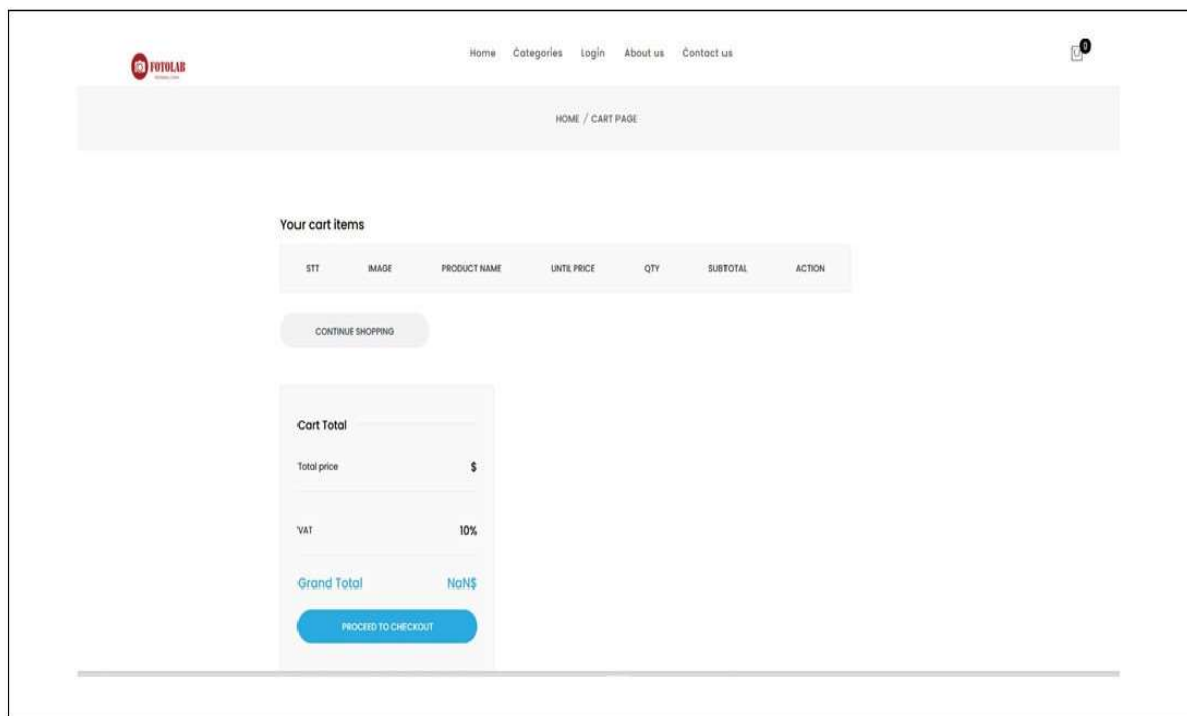 FOTOLAB
Home Categories Login About us Contact us
0
HOME / CART PAGE
Your cart items
STT IMAGE PRODUCT NAME UNTIL PRICE QTY SUBTOTAL ACTION
CONTINUE SHOPPING
Cart Total
Total price $
VAT 10%
Grand Total NaN$
PROCEED TO CHECKOUT